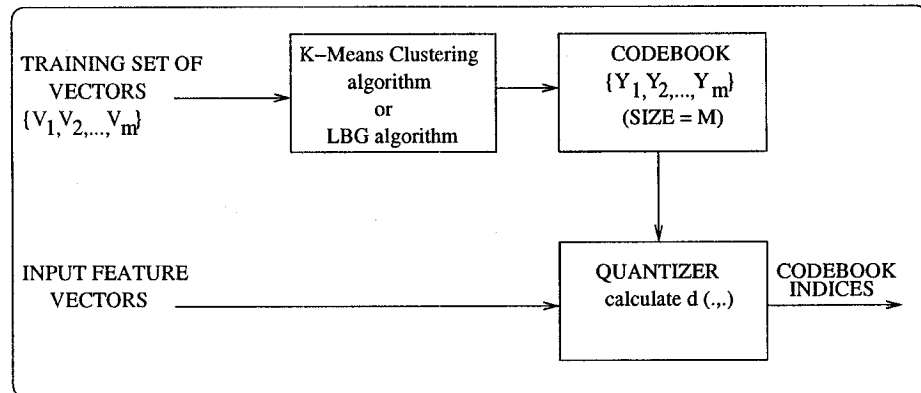 TRAINING SET OF
VECTORS
{V1,V2,...,Vm}
K-Means Clustering
algorithm
or
LBG algorithm
CODEBOOK
{Y1,Y2,...,Ym}
(SIZE = M)
INPUT FEATURE
VECTORS
QUANTIZER
calculate d (.,.)
CODEBOOK
INDICES